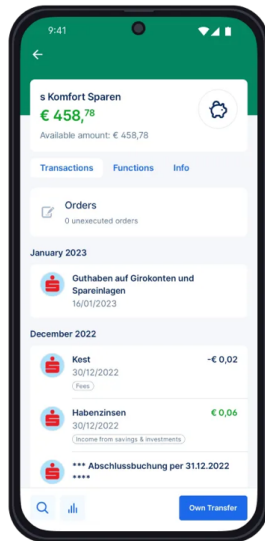 9:41
s Komfort Sparen
€ 458,78
Available amount: € 458,78
Transactions Functions Info
Orders
0 unexecuted orders
January 2023
Guthaben auf Girokonten und
Spareinlagen
16/01/2023
December 2022
Kest -€ 0,02
30/12/2022
Fees
Habenzinsen € 0,06
30/12/2022
Income from savings & investments
*** Abschlussbuchung per 31.12.2022
****
Own Transfer